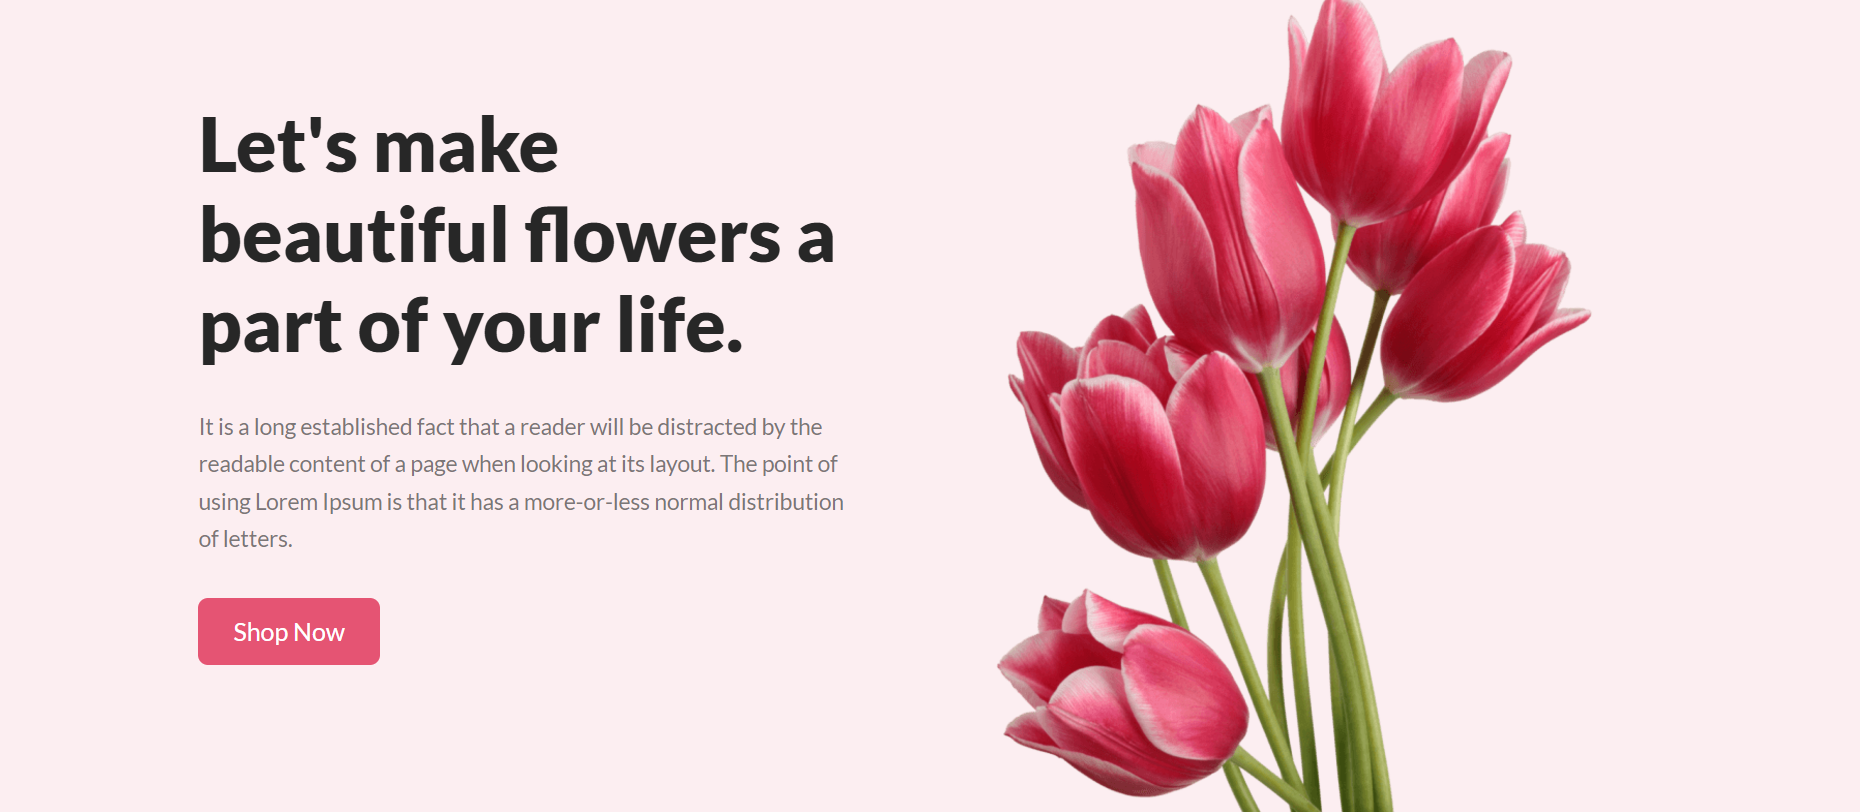 Let's make
beautiful flowers a
part of your life.
It is a long established fact that a reader will be distracted by the
readable content of a page when looking at its layout. The point of
using Lorem Ipsum is that it has a more-or-less normal distribution
of letters.
Shop Now